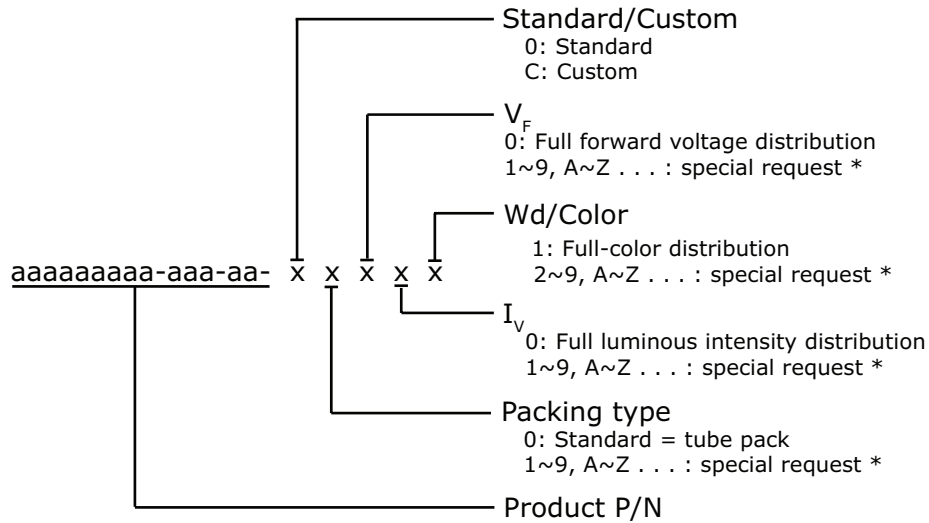 Standard/Custom
0: Standard
C: Custom
VF
0: Full forward voltage distribution
1~9, A~Z . . . : special request *
Wd/Color
1: Full-color distribution
2~9, A~Z . . . : special request *
aaaaaaaaa-aaa-aa- x x x x x
IV
0: Full luminous intensity distribution
1~9, A~Z . . . : special request *
Packing type
0: Standard = tube pack
1~9, A~Z . . . : special request *
Product P/N